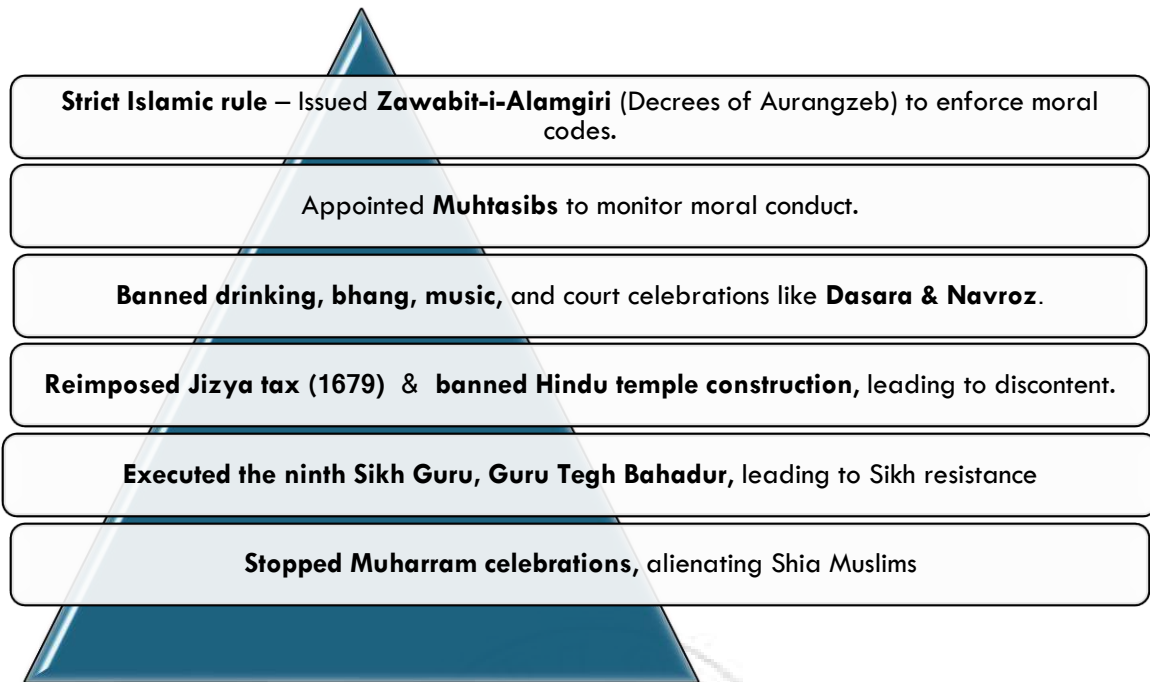 Strict Islamic rule – Issued Zawabit-i-Alamgiri (Decrees of Aurangzeb) to enforce moral
codes.
Appointed Muhtasibs to monitor moral conduct.
Banned drinking, bhang, music, and court celebrations like Dasara & Navroz.
Reimposed Jizya tax (1679) & banned Hindu temple construction, leading to discontent.
Executed the ninth Sikh Guru, Guru Tegh Bahadur, leading to Sikh resistance
Stopped Muharram celebrations, alienating Shia Muslims